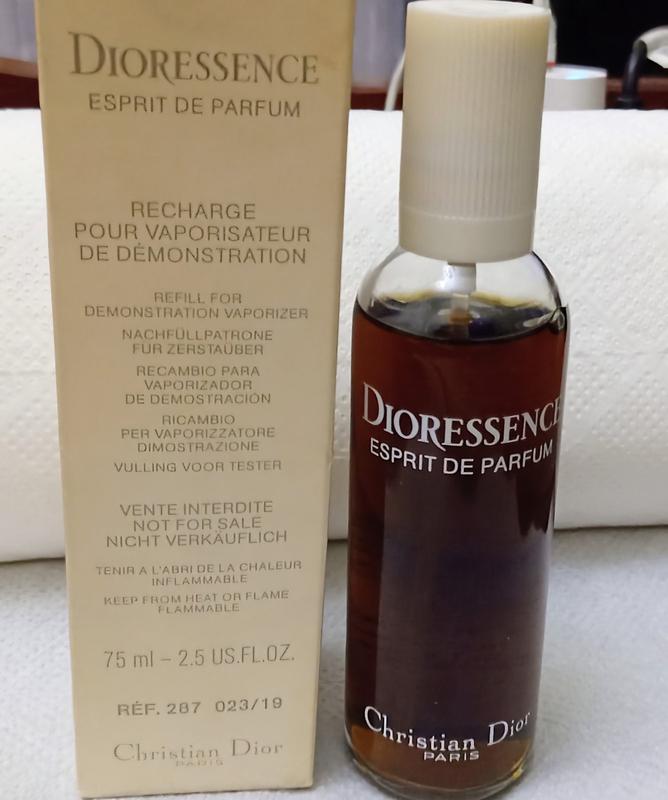 DIORESSENCE
ESPRIT DE PARFUM
RECHARGE
POUR VAPORISATEUR
DE DÉMONSTRATION
REFILL FOR
DEMONSTRATION VAPORIZER
NACHFÜLLPATRONE
FUR ZERSTAÜBER
RECAMBIO PARA
VAPORIZADOR
DE DEMOSTRACIÓN
RICAMBIO
PER VAPORIZZATORE
DIMOSTRAZIONE
VULLING VOOR TESTER
VENTE INTERDITE
NOT FOR SALE
NICHT VERKÄUFLICH
TENIR A L'ABRI DE LA CHALEUR
INFLAMMABLE
KEEP FROM HEAT OR FLAME
FLAMMABLE
75 ml – 2.5 US.FL.OZ.
RÉF. 287 023/19
Christian Dior
PARIS
DIORESSENCE
ESPRIT DE PARFUM
Christian Dior
PARIS